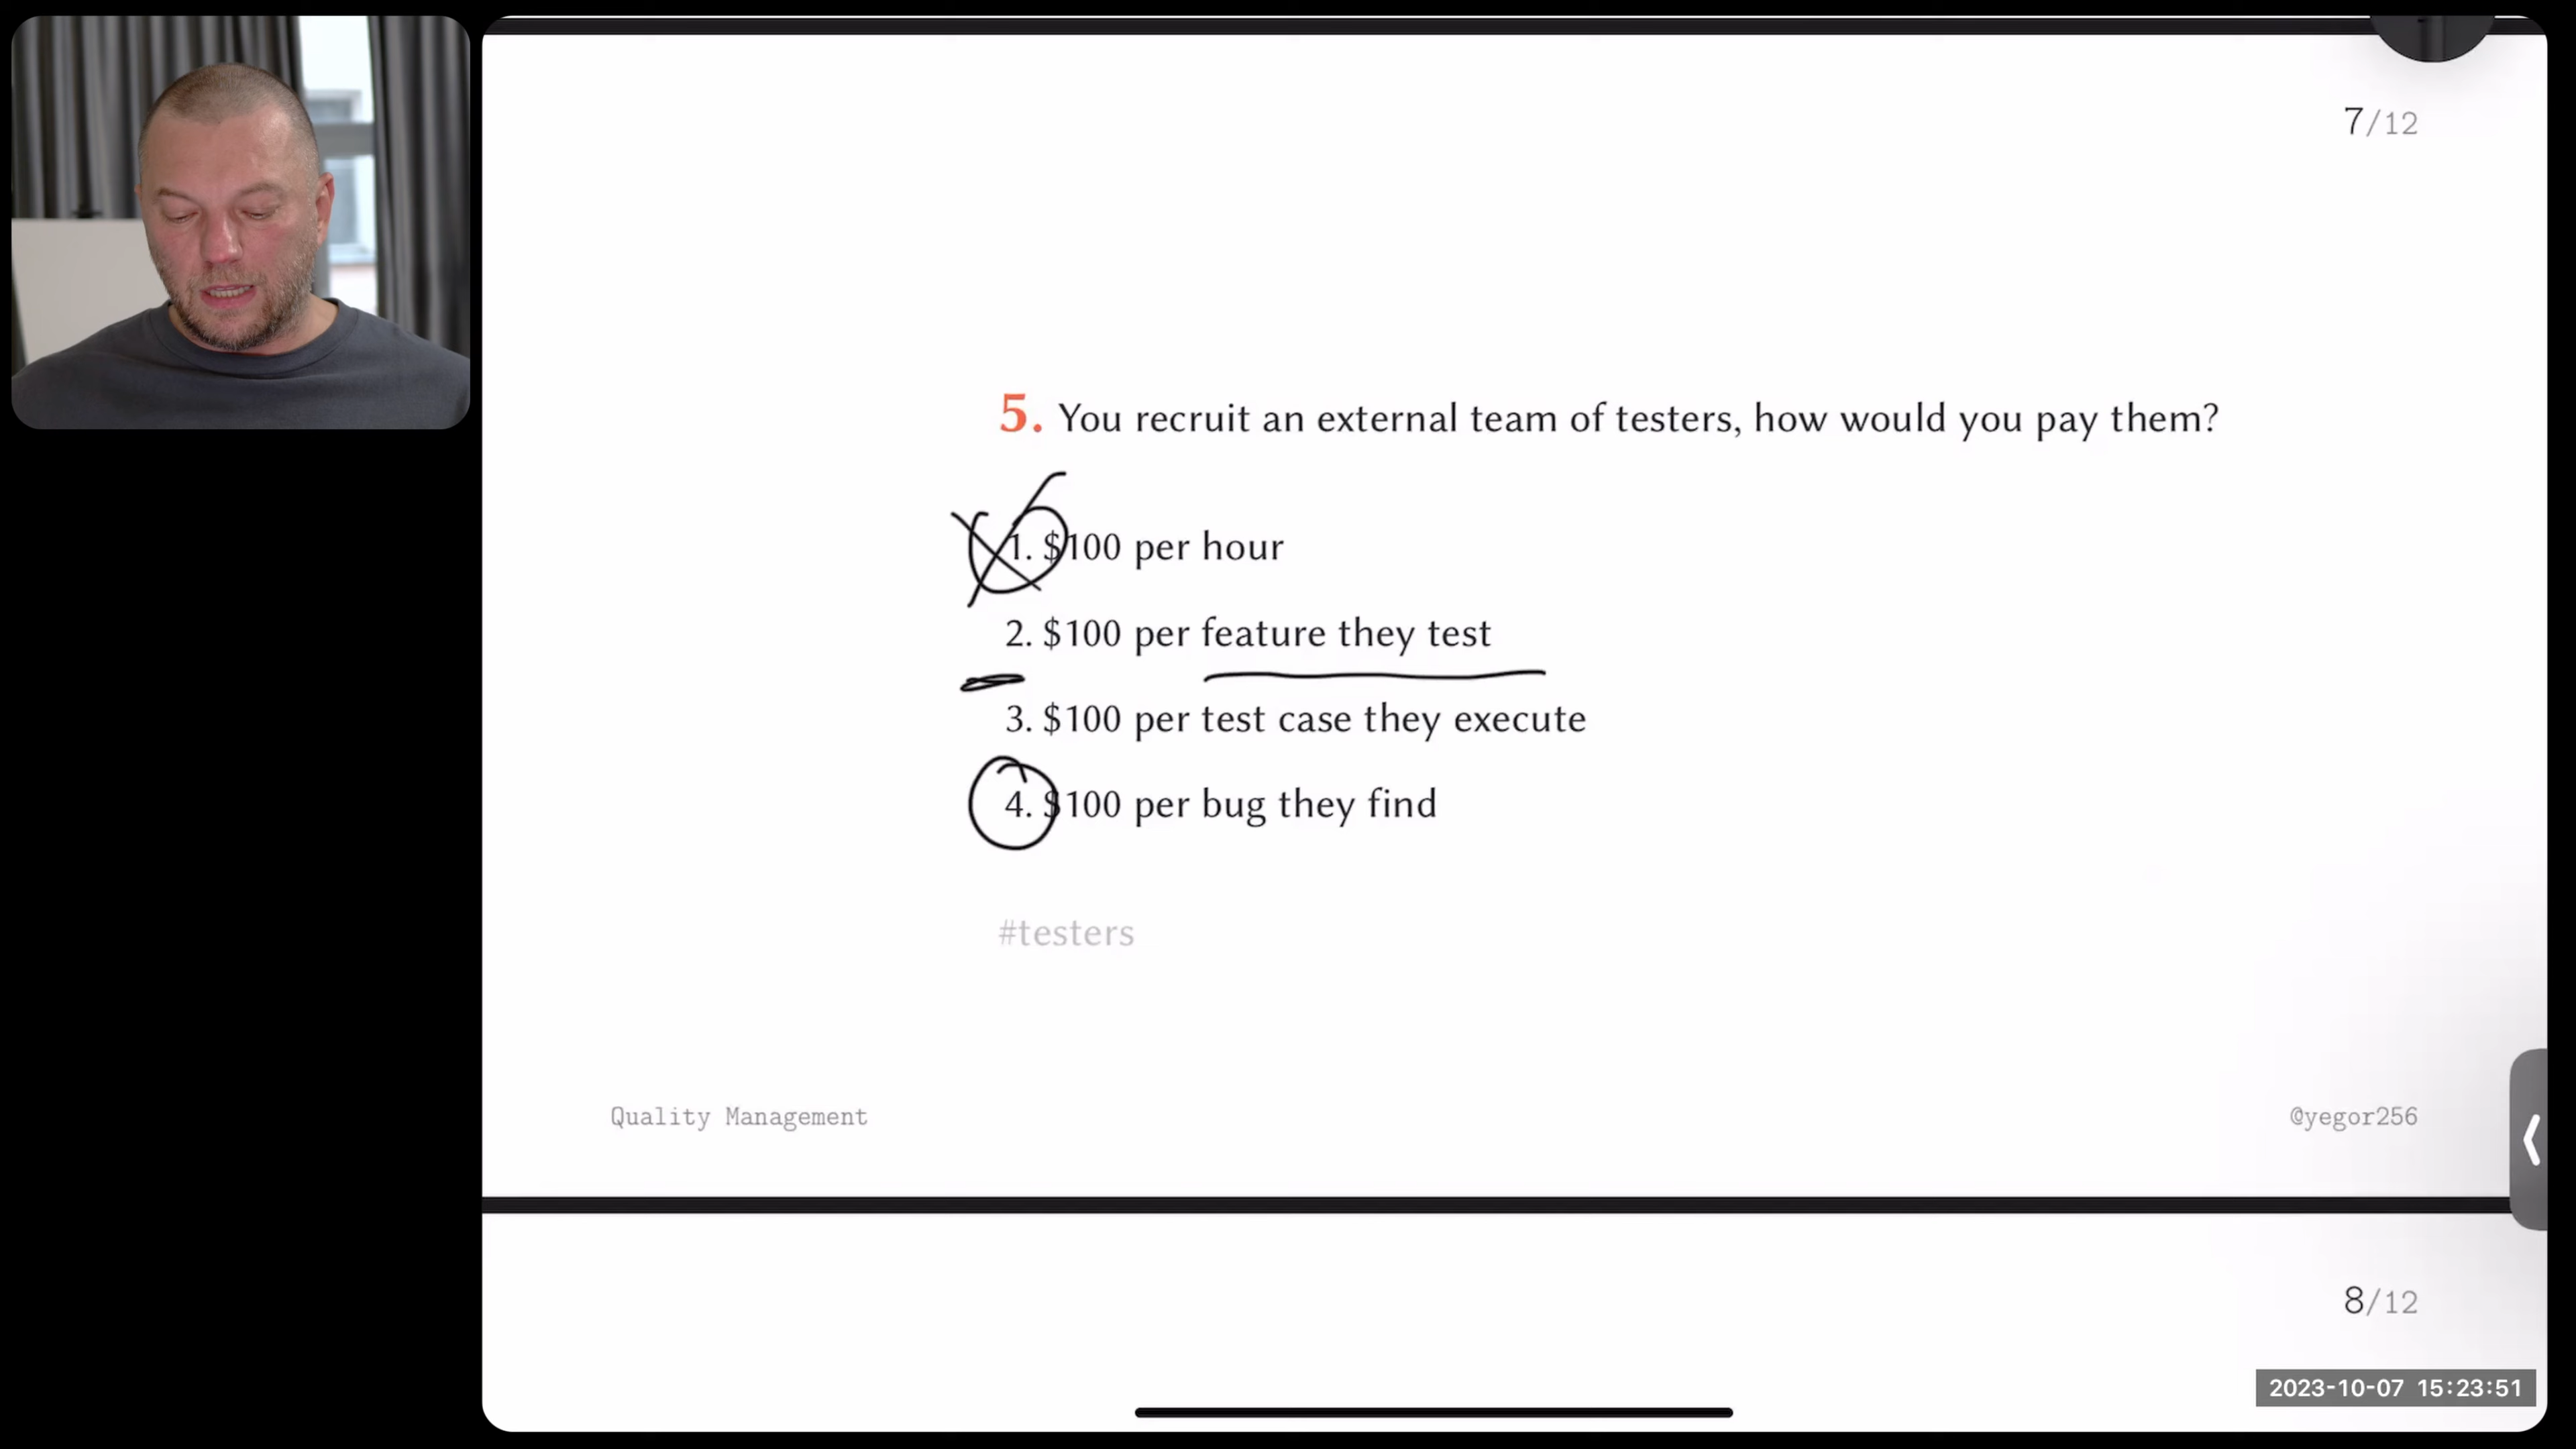 7/12
5. You recruit an external team of testers, how would you pay them?
1. $100 per hour
2. $100 per feature they test
3. $100 per test case they execute
4. $100 per bug they find
#testers
Quality Management
@yegor256
8/12
2023-10-07 15:23:51